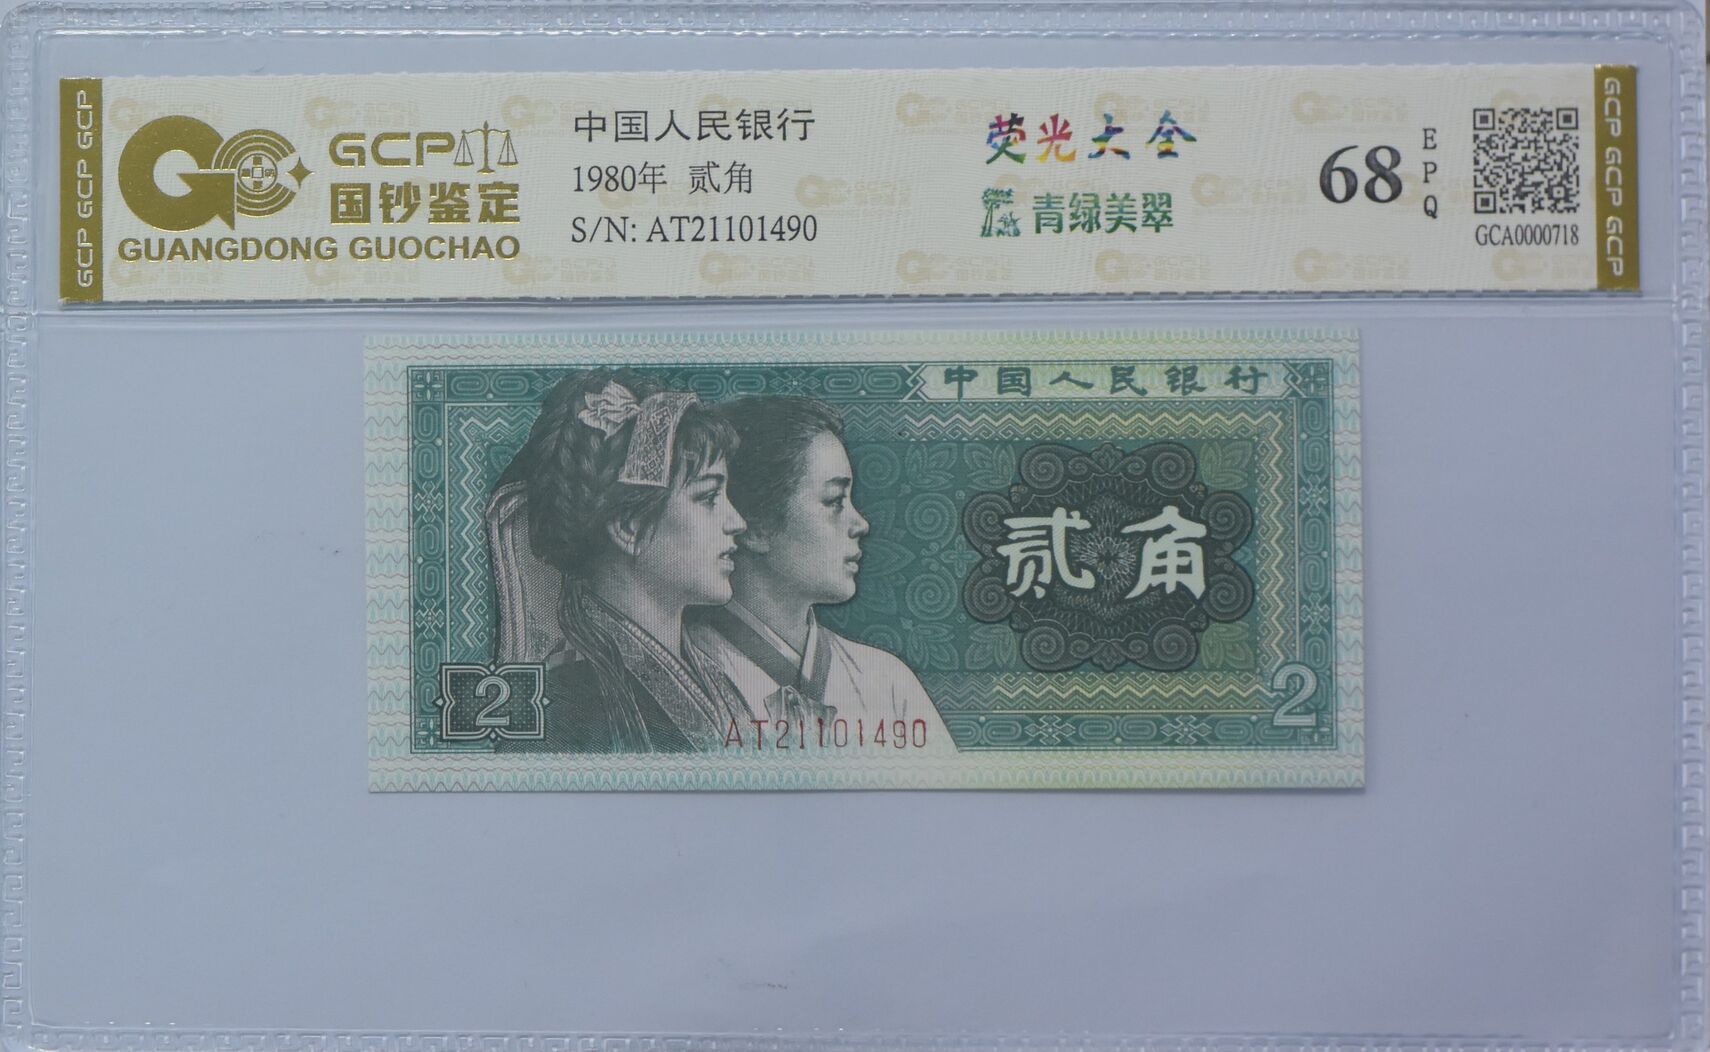 GCP GCP GCP
GCP
国钞鉴定
GUANGDONG GUOCHAO
中国人民银行
1980年 贰角
S/N: AT21101490
荧光大全
青绿美翠
68
EPQ
GCA0000718
GCP GCP GCP
中国人民银行
贰角
2
2
AT21101490